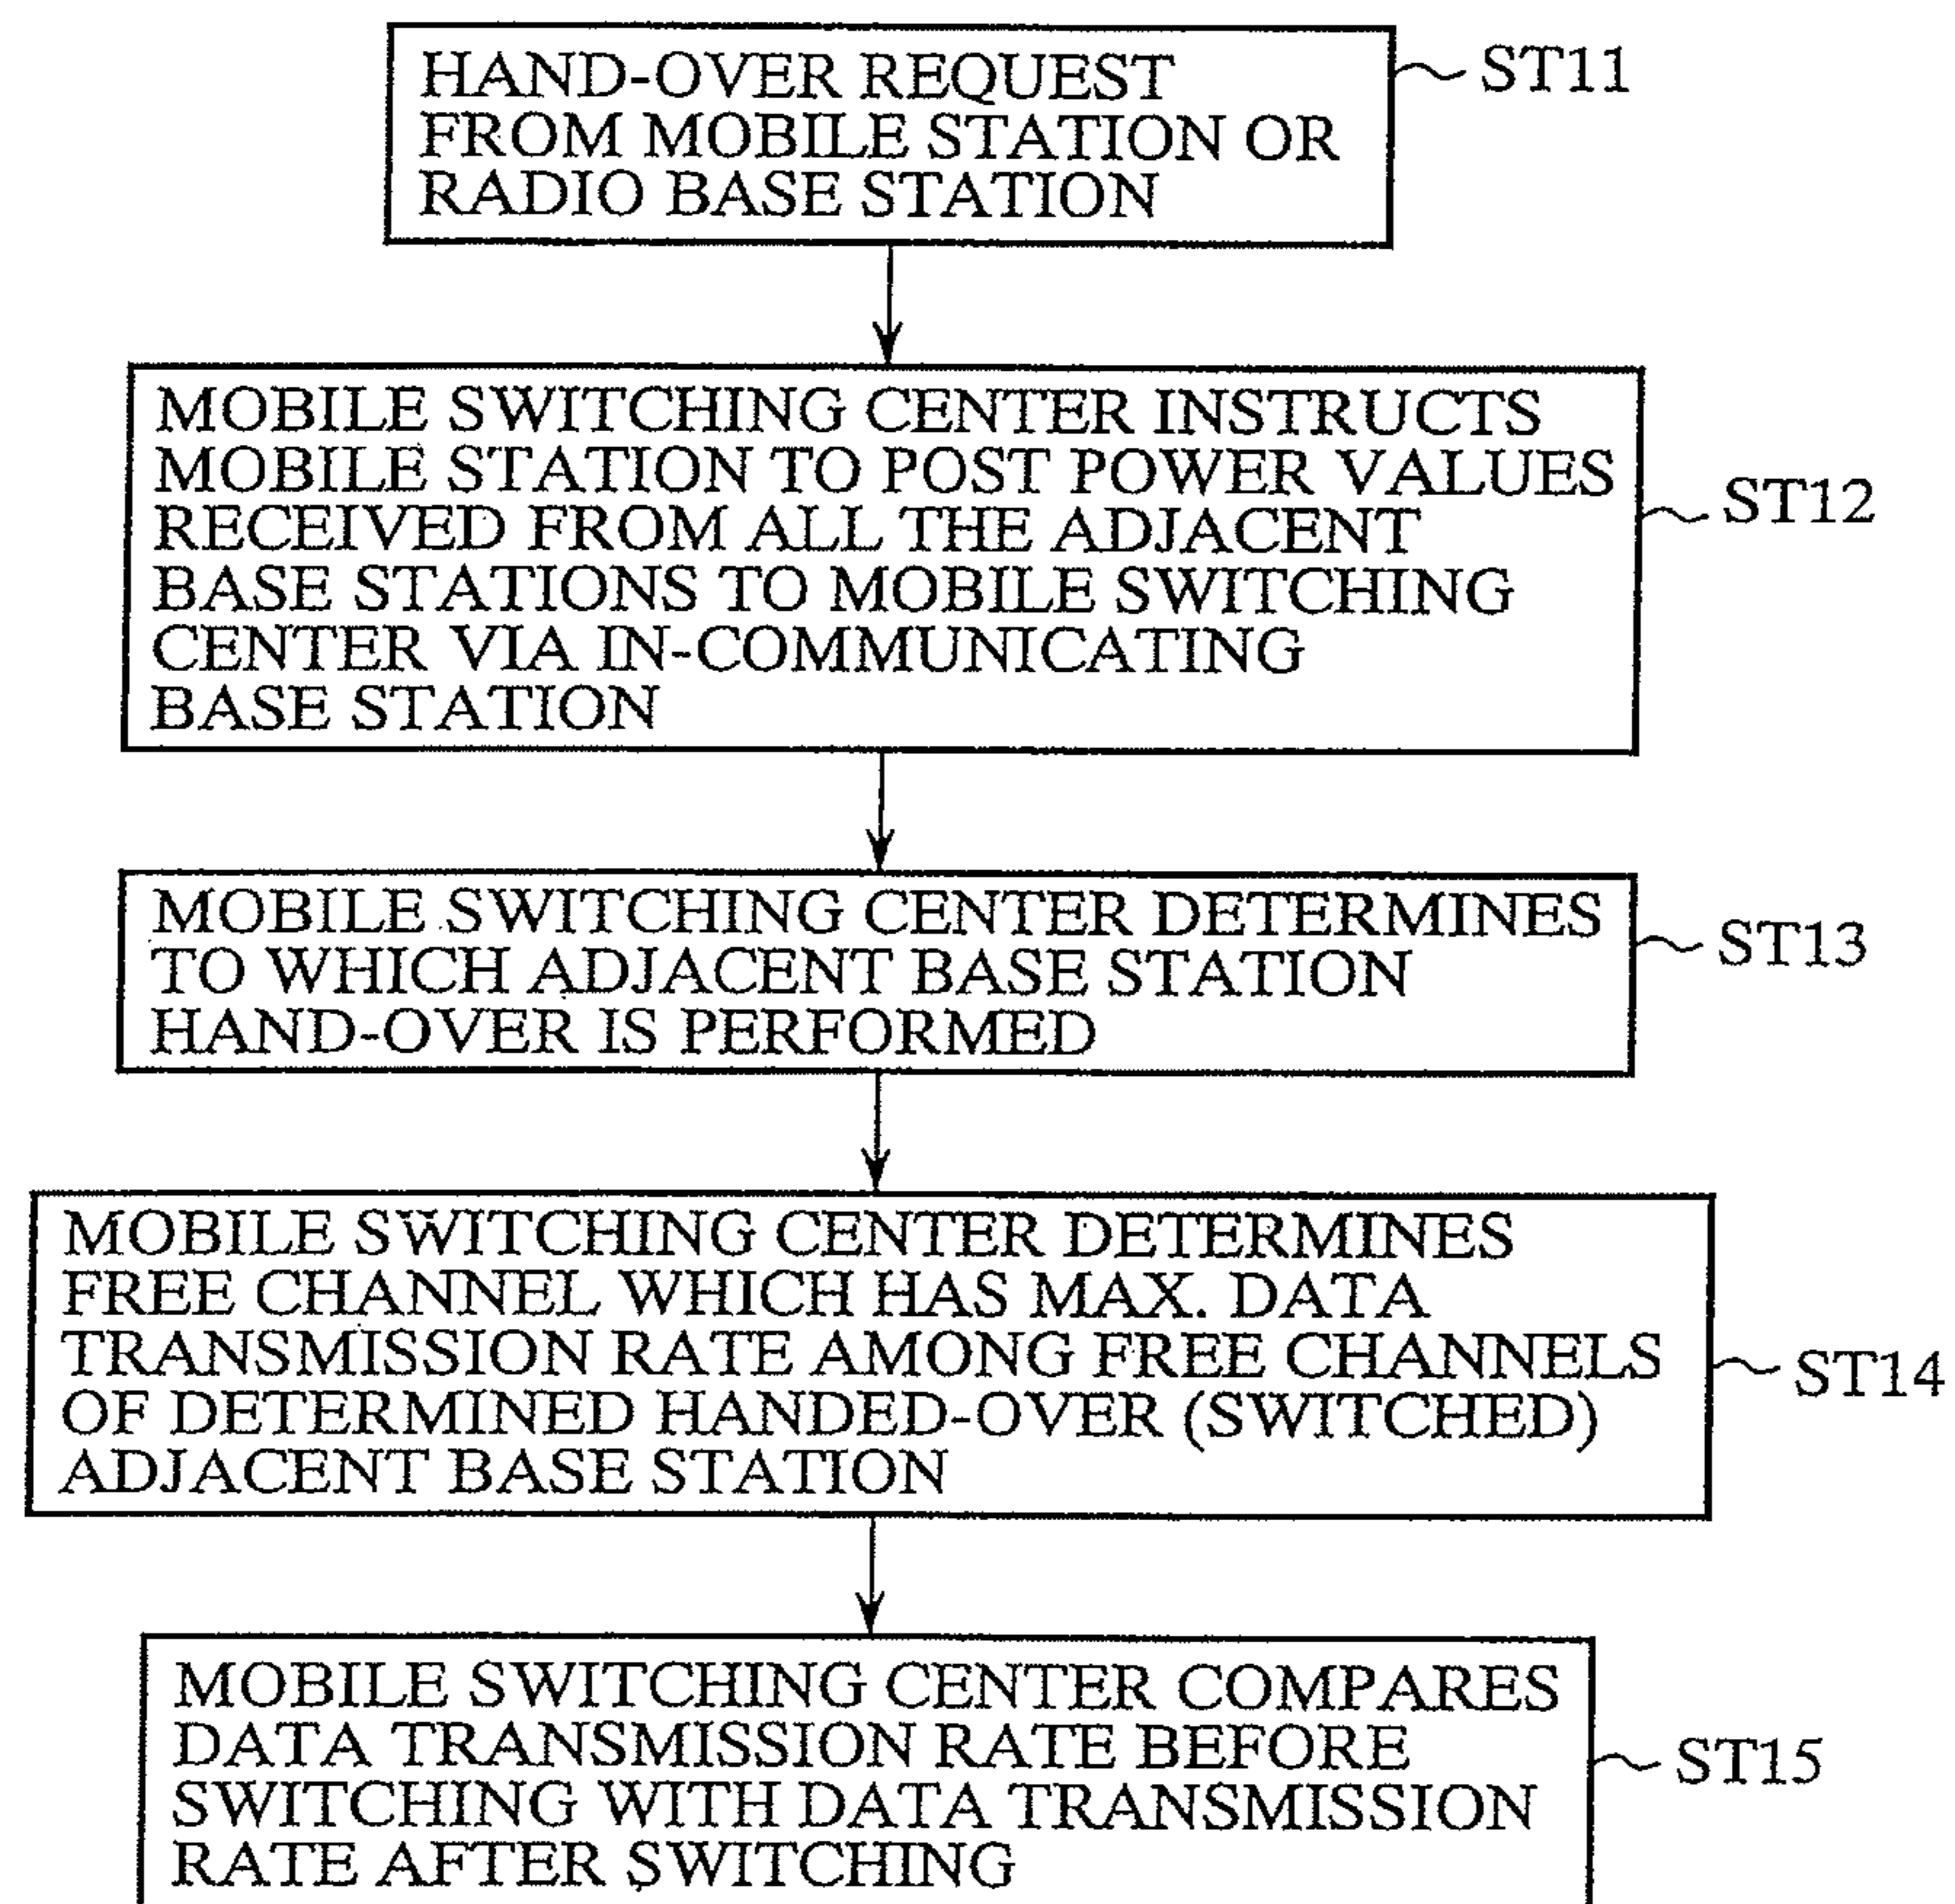 HAND-OVER REQUEST
FROM MOBILE STATION OR
RADIO BASE STATION
ST11
MOBILE SWITCHING CENTER INSTRUCTS
MOBILE STATION TO POST POWER VALUES
RECEIVED FROM ALL THE ADJACENT
BASE STATIONS TO MOBILE SWITCHING
CENTER VIA IN-COMMUNICATING
BASE STATION
ST12
MOBILE SWITCHING CENTER DETERMINES
TO WHICH ADJACENT BASE STATION
HAND-OVER IS PERFORMED
ST13
MOBILE SWITCHING CENTER DETERMINES
FREE CHANNEL WHICH HAS MAX. DATA
TRANSMISSION RATE AMONG FREE CHANNELS
OF DETERMINED HANDED-OVER (SWITCHED)
ADJACENT BASE STATION
ST14
MOBILE SWITCHING CENTER COMPARES
DATA TRANSMISSION RATE BEFORE
SWITCHING WITH DATA TRANSMISSION
RATE AFTER SWITCHING
ST15